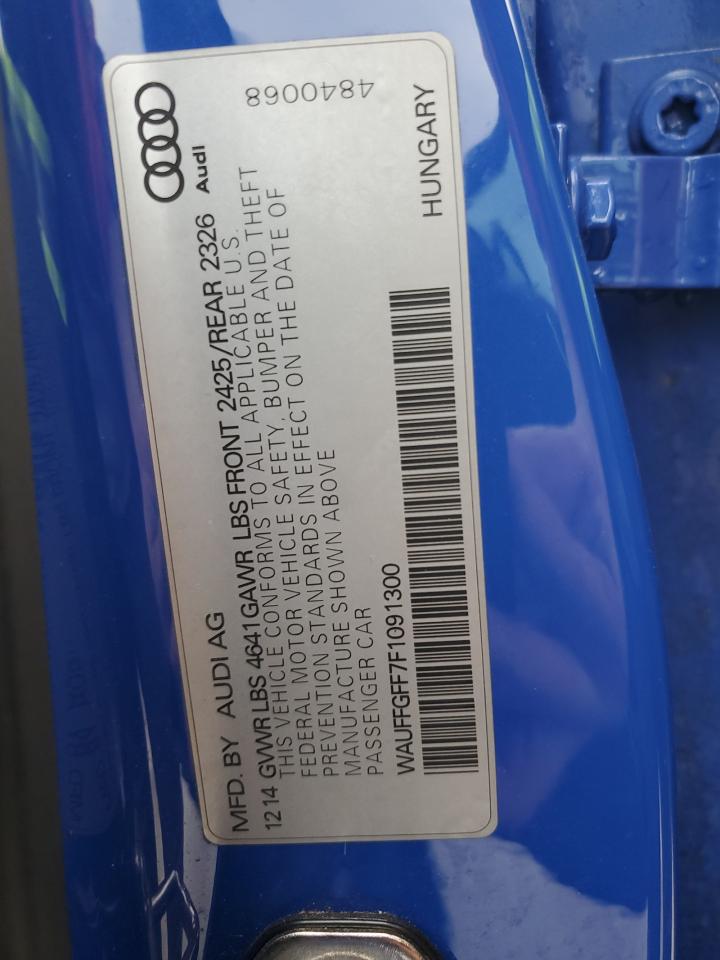 MFD. BY AUDI AG
1214 GVWR LBS 4641 GAWR LBS FRONT 2425/REAR 2326
THIS VEHICLE CONFORMS TO ALL APPLICABLE U.S.
FEDERAL MOTOR VEHICLE SAFETY, BUMPER AND THEFT
PREVENTION STANDARDS IN EFFECT ON THE DATE OF
MANUFACTURE SHOWN ABOVE
PASSENGER CAR
WAUFFGFF7F1091300
Audi
4840068
HUNGARY